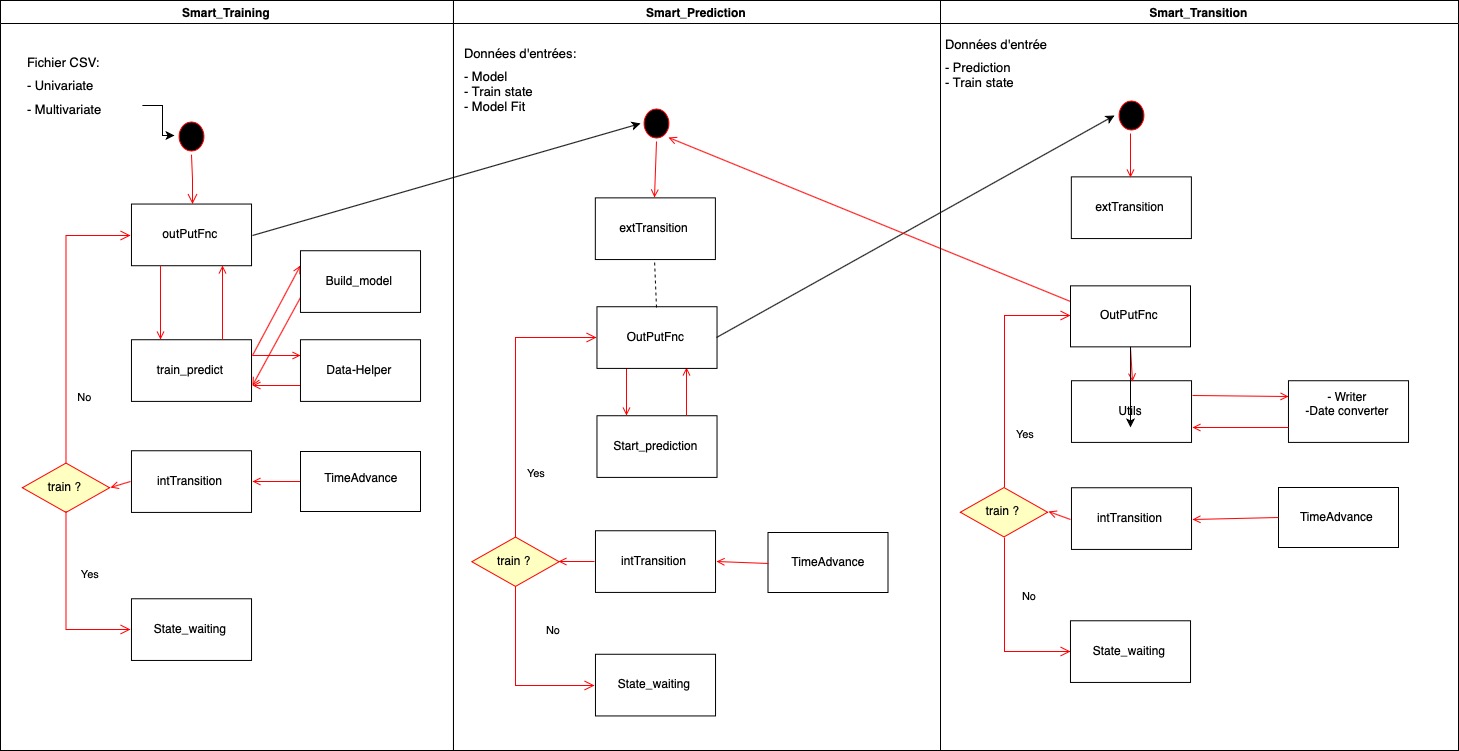 Smart_Training
Fichier CSV:
- Univariate
- Multivariate
outPutFnc
Build_model
train_predict
Data-Helper
No
train ?
intTransition
TimeAdvance
Yes
State_waiting
Smart_Prediction
Données d'entrées:
- Model
- Train state
- Model Fit
extTransition
OutPutFnc
Start_prediction
Yes
train ?
intTransition
TimeAdvance
No
State_waiting
Smart_Transition
Données d'entrée
- Prediction
- Train state
extTransition
OutPutFnc
Utils
- Writer
-Date converter
Yes
train ?
intTransition
TimeAdvance
No
State_waiting